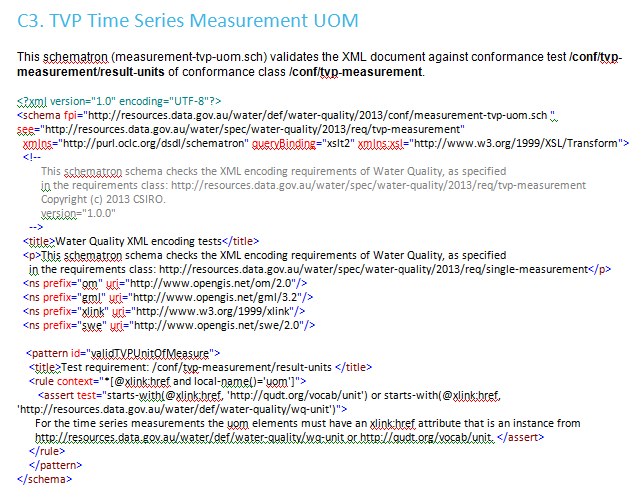 C3. TVP Time Series Measurement UOM
This schematron (measurement-tvp-uom.sch) validates the XML document against conformance test /conf/tvp-
measurement/result-units of conformance class /conf/tvp-measurement.
<?xml version="1.0" encoding="UTF-8"?>
<schema fpi="http://resources.data.gov.au/water/def/water-quality/2013/conf/measurement-tvp-uom.sch "
see="http://resources.data.gov.au/water/spec/water-quality/2013/req/tvp-measurement"
xmlns="http://purl.oclc.org/dsdl/schematron" queryBinding="xslt2" xmlns:xsl="http://www.w3.org/1999/XSL/Transform">
<!--
This schematron schema checks the XML encoding requirements of Water Quality, as specified
in the requirements class: http://resources.data.gov.au/water/spec/water-quality/2013/req/tvp-measurement
Copyright (c) 2013 CSIRO.
version="1.0.0"
-->
<title>Water Quality XML encoding tests</title>
<p>This schematron schema checks the XML encoding requirements of Water Quality, as specified
in the requirements class: http://resources.data.gov.au/water/spec/water-quality/2013/req/single-measurement</p>
<ns prefix="om" uri="http://www.opengis.net/om/2.0"/>
<ns prefix="gml" uri="http://www.opengis.net/gml/3.2"/>
<ns prefix="xlink" uri="http://www.w3.org/1999/xlink"/>
<ns prefix="swe" uri="http://www.opengis.net/swe/2.0"/>
<pattern id="validTVPUnitOfMeasure">
<title>Test requirement: /conf/tvp-measurement/result-units </title>
<rule context="*[@xlink:href and local-name()='uom']">
<assert test="starts-with(@xlink:href, 'http://qudt.org/vocab/unit') or starts-with(@xlink:href,
'http://resources.data.gov.au/water/def/water-quality/wq-unit')">
For the time series measurements the uom elements must have an xlink:href attribute that is an instance from
http://resources.data.gov.au/water/def/water-quality/wq-unit or http://qudt.org/vocab/unit. </assert>
</rule>
</pattern>
</schema>